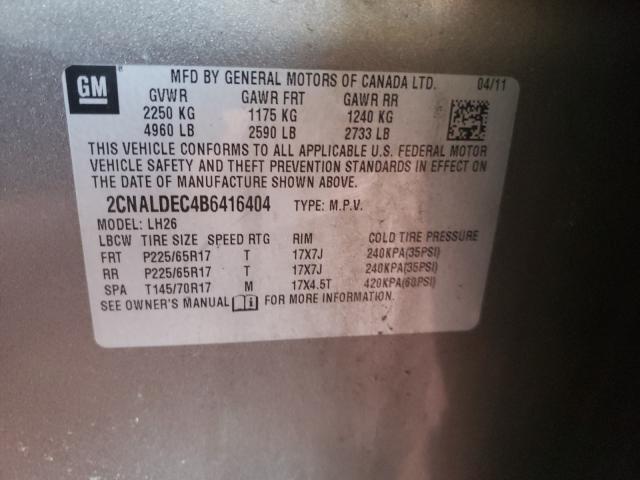 GM
MFD BY GENERAL MOTORS OF CANADA LTD. 04/11
GVWR GAWR FRT GAWR RR
2250 KG 1175 KG 1240 KG
4960 LB 2590 LB 2733 LB
THIS VEHICLE CONFORMS TO ALL APPLICABLE U.S. FEDERAL MOTOR
VEHICLE SAFETY AND THEFT PREVENTION STANDARDS IN EFFECT ON
THE DATE OF MANUFACTURE SHOWN ABOVE.
2CNALDEC4B6416404 TYPE: M.P.V.
MODEL: LH26
LBCW TIRE SIZE SPEED RTG RIM COLD TIRE PRESSURE
FRT P225/65R17 T 17X7J 240KPA(35PSI)
RR P225/65R17 T 17X7J 240KPA(35PSI)
SPA T145/70R17 M 17X4.5T 420KPA(60PSI)
SEE OWNER'S MANUAL FOR MORE INFORMATION.